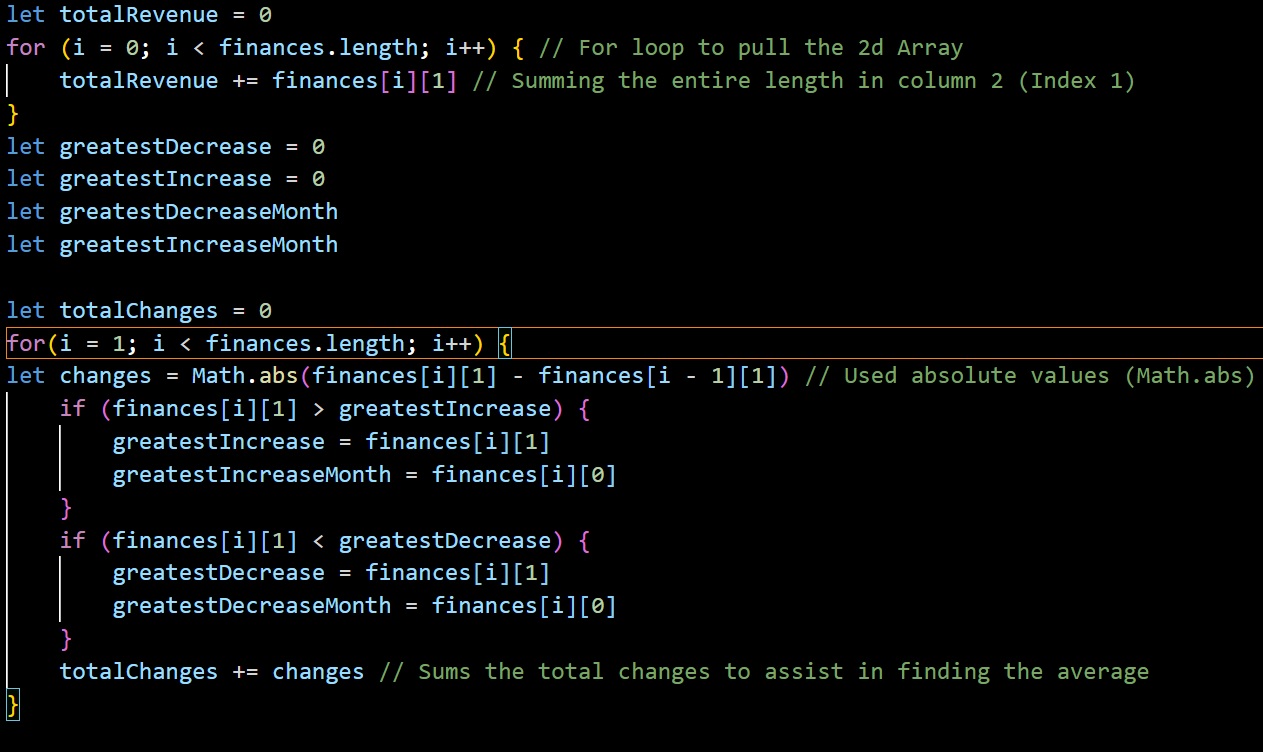 let totalRevenue = 0
for (i = 0; i < finances.length; i++) { // For loop to pull the 2d Array
    totalRevenue += finances[i][1] // Summing the entire length in column 2 (Index 1)
}
let greatestDecrease = 0
let greatestIncrease = 0
let greatestDecreaseMonth
let greatestIncreaseMonth

let totalChanges = 0
for(i = 1; i < finances.length; i++) {
let changes = Math.abs(finances[i][1] - finances[i - 1][1]) // Used absolute values (Math.abs)
    if (finances[i][1] > greatestIncrease) {
        greatestIncrease = finances[i][1]
        greatestIncreaseMonth = finances[i][0]
    }
    if (finances[i][1] < greatestDecrease) {
        greatestDecrease = finances[i][1]
        greatestDecreaseMonth = finances[i][0]
    }
    totalChanges += changes // Sums the total changes to assist in finding the average
}